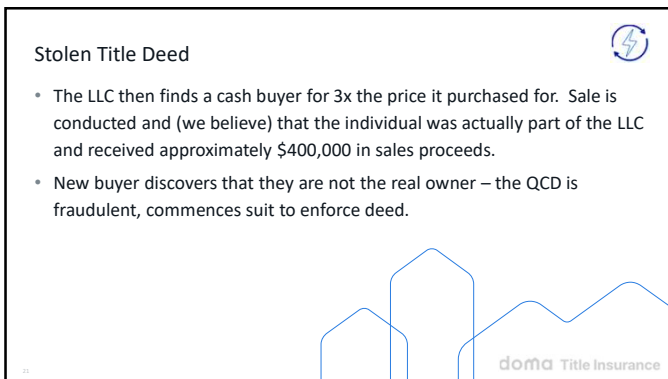 Stolen Title Deed
• The LLC then finds a cash buyer for 3x the price it purchased for.  Sale is
conducted and (we believe) that the individual was actually part of the LLC
and received approximately $400,000 in sales proceeds.
• New buyer discovers that they are not the real owner – the QCD is
fraudulent, commences suit to enforce deed.
doma Title Insurance